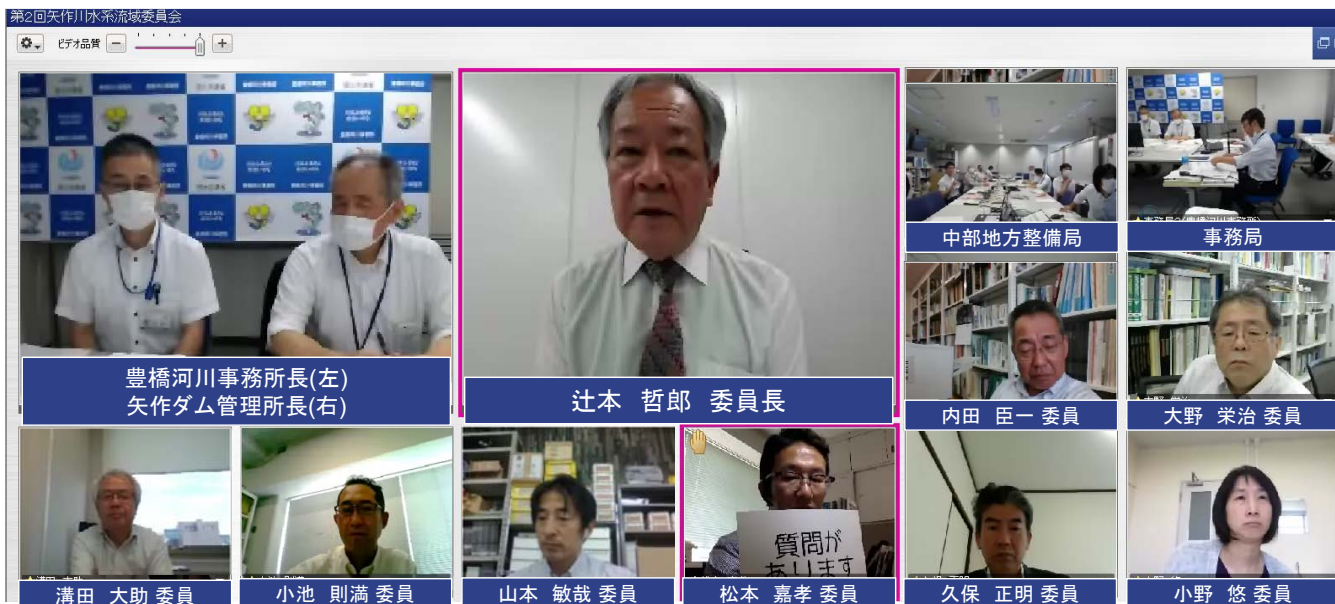 第2回矢作川水系流域委員会
ビデオ品質
豊橋河川事務所長(左)
矢作ダム管理所長(右)
辻本 哲郎 委員長
中部地方整備局
事務局
内田 臣一 委員
大野 栄治 委員
質問が
あります
溝田 大助 委員
小池 則満 委員
山本 敏哉 委員
松本 嘉孝 委員
久保 正明 委員
小野 悠 委員